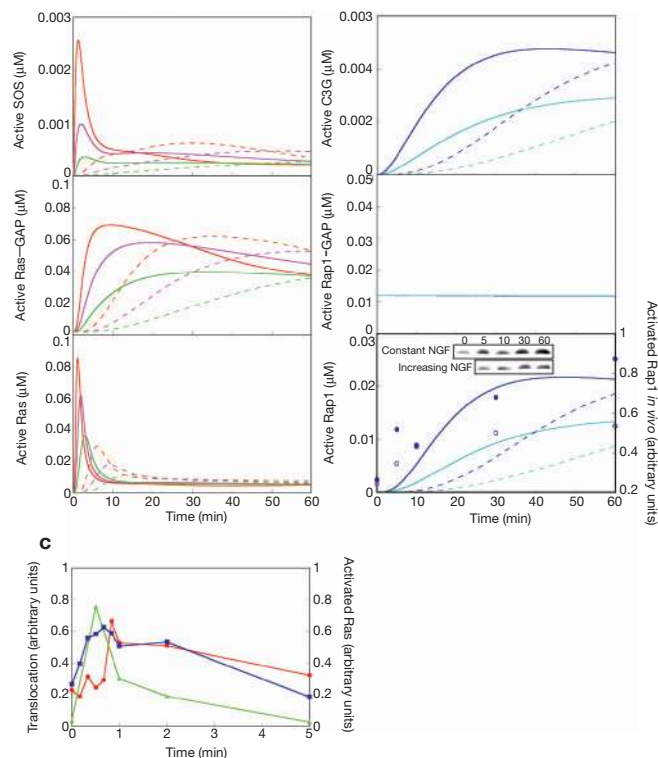 0.003
0.002
0.001
0
Active SOS (μM)
0.1
0.08
0.06
0.04
0.02
0
Active Ras–GAP (μM)
0.1
0.08
0.06
0.04
0.02
0
Active Ras (μM)
0 10 20 30 40 50 60
Time (min)
0.004
0.002
0
Active C3G (μM)
0.05
0.04
0.03
0.02
0.01
0
Active Rap1-GAP (μM)
0.03
0.02
0.01
0
Active Rap1 (μM)
0 5 10 30 60
Constant NGF
Increasing NGF
1
0.8
0.6
0.4
0.2
Activated Rap1 in vivo (arbitrary units)
0 10 20 30 40 50 60
Time (min)
c
1
0.8
0.6
0.4
0.2
0
Translocation (arbitrary units)
1
0.8
0.6
0.4
0.2
0
Activated Ras (arbitrary units)
0 1 2 3 4 5
Time (min)